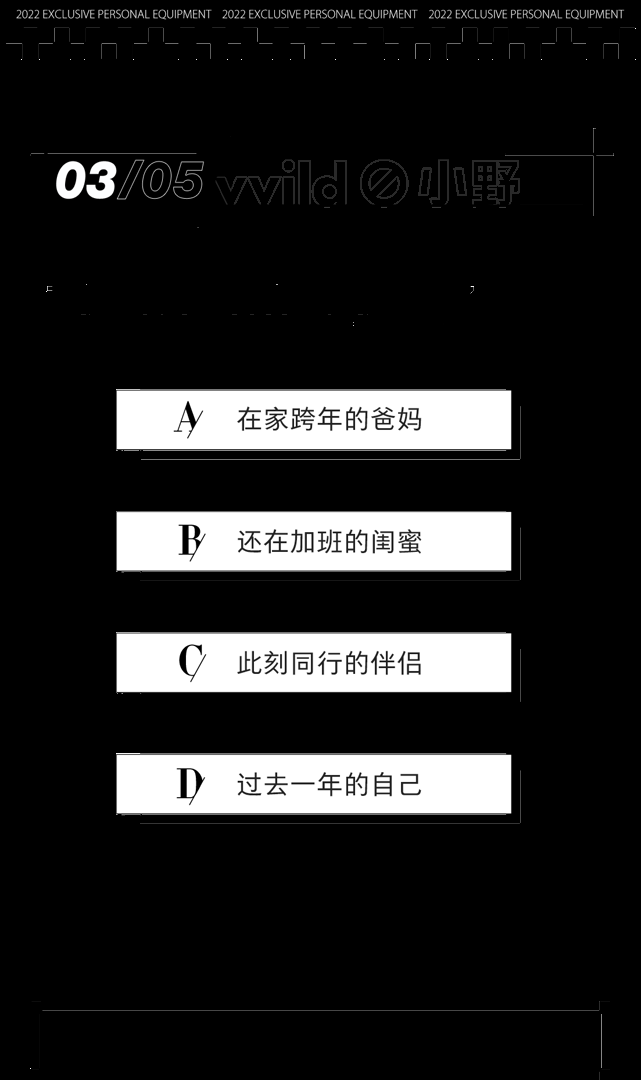 2022 EXCLUSIVE PERSONAL EQUIPMENT 2022 EXCLUSIVE PERSONAL EQUIPMENT 2022 EXCLUSIVE PERSONAL EQUIPMENT
03/05 vvild 小野
A 在家跨年的爸妈
B 还在加班的闺蜜
C 此刻同行的伴侣
D 过去一年的自己